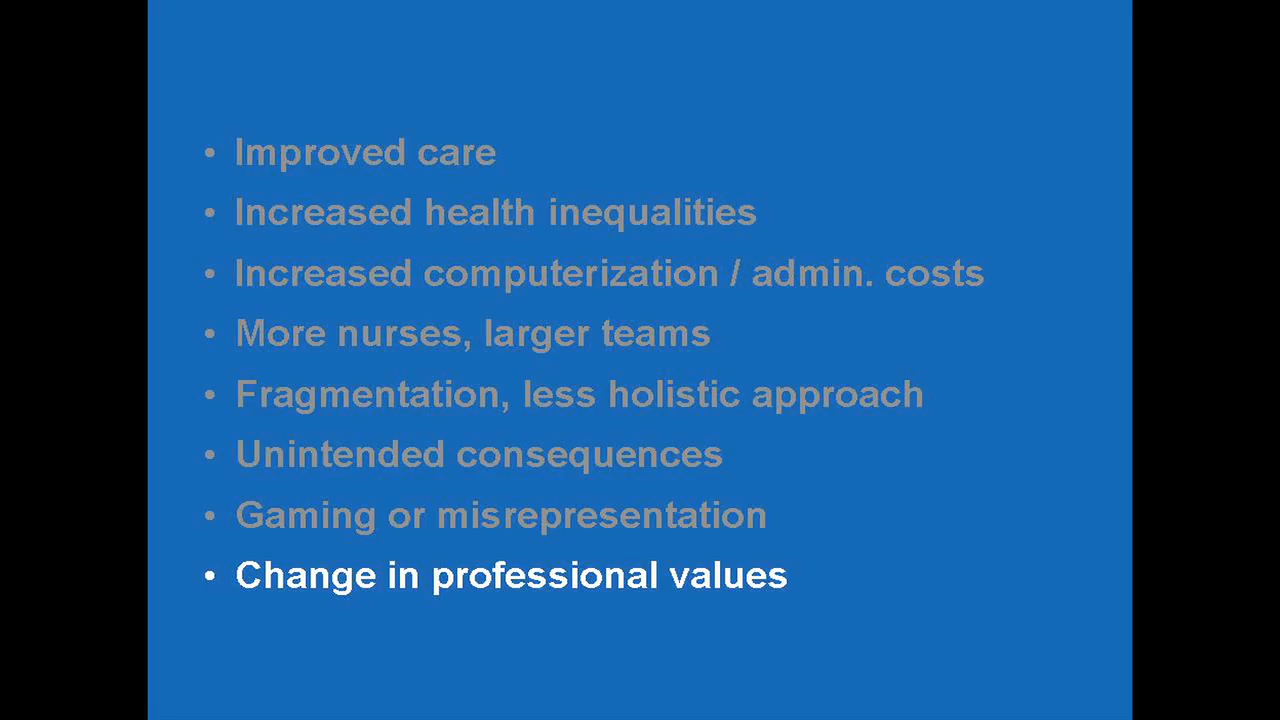 • Improved care
• Increased health inequalities
• Increased computerization / admin. costs
• More nurses, larger teams
• Fragmentation, less holistic approach
• Unintended consequences
• Gaming or misrepresentation
• Change in professional values